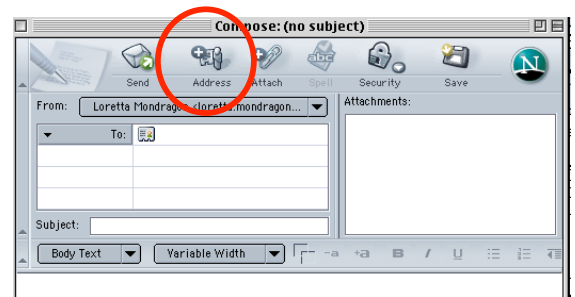 Compose: (no subject)
Send Address Attach Spell Security Save
N
From: Loretta Mondragon <loretta.mondragon... Attachments:
To:
Subject:
Body Text Variable Width -a +a B I U